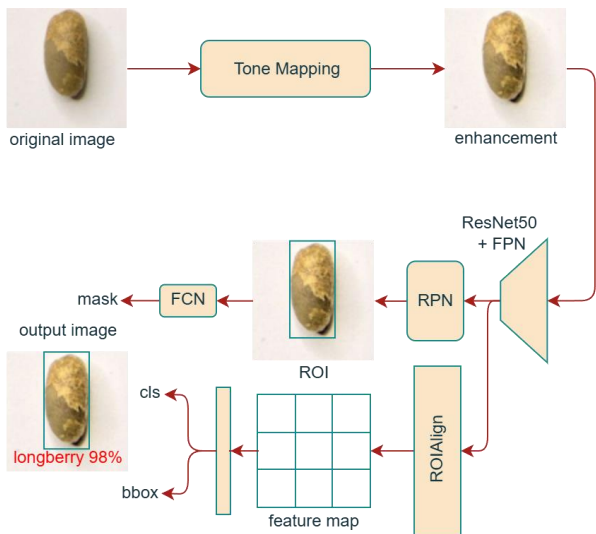 Tone Mapping
original image
enhancement
ResNet50
+ FPN
RPN
FCN
mask
ROI
output image
longberry 98%
cls
bbox
feature map
ROIAlign